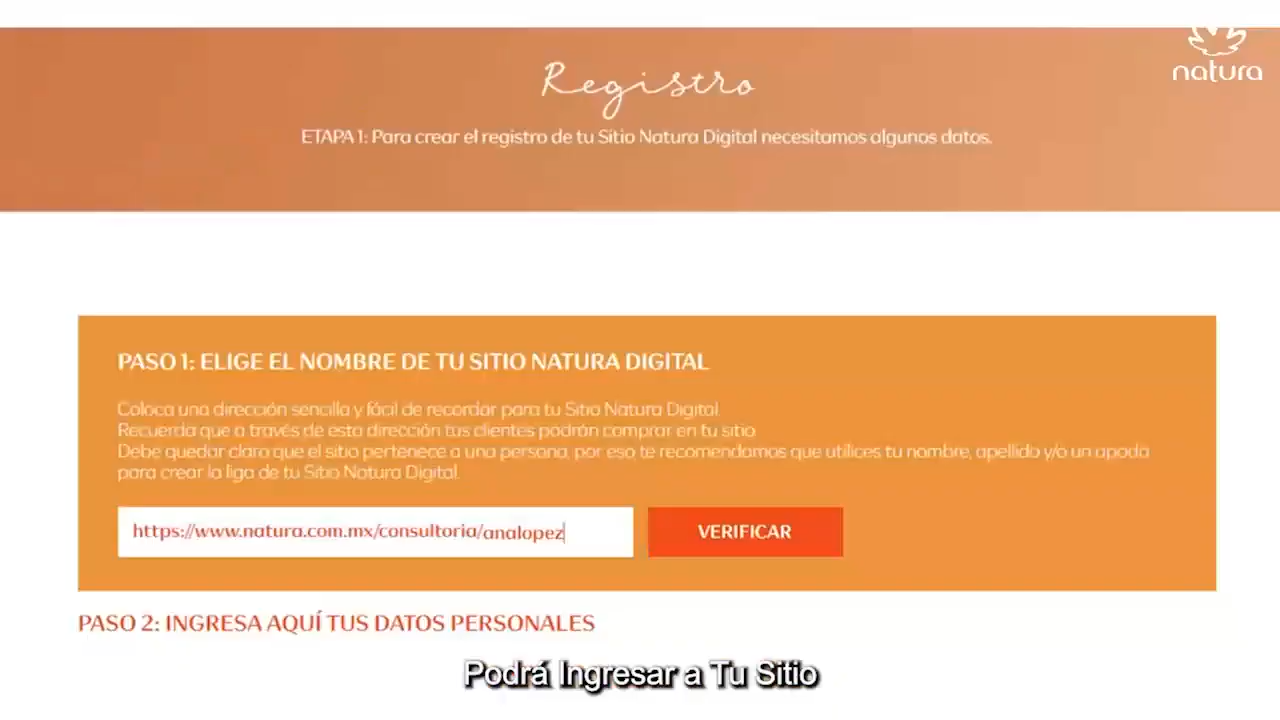 Registro
natura
ETAPA 1: Para crear el registro de tu Sitio Natura Digital necesitamos algunos datos.
PASO 1: ELIGE EL NOMBRE DE TU SITIO NATURA DIGITAL
Coloca una dirección sencilla y fácil de recordar para tu Sitio Natura Digital.
Recuerda que a través de esta dirección tus clientes podrán comprar en tu sitio
Debe quedar claro que el sitio pertenece a una persona, por eso te recomendamos que utilices tu nombre, apellido y/o un apodo
para crear la liga de tu Sitio Natura Digital.
https://www.natura.com.mx/consultoria/analopez
VERIFICAR
PASO 2: INGRESA AQUÍ TUS DATOS PERSONALES
Podrá Ingresar a Tu Sitio